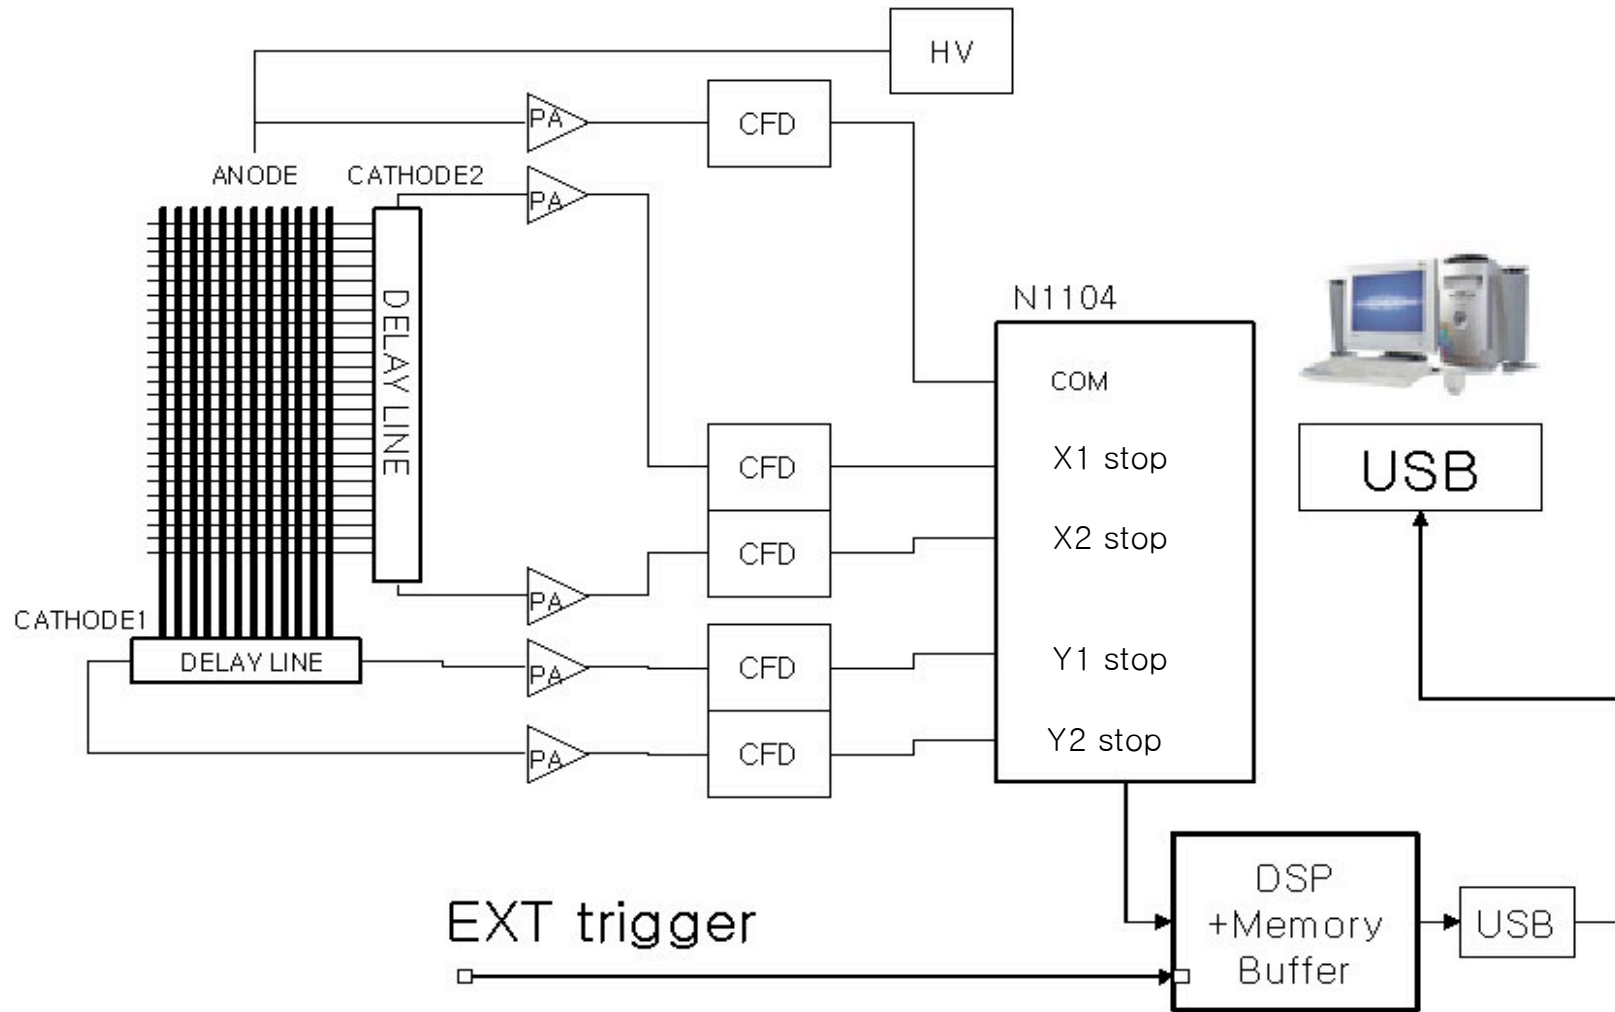 HV
PA
CFD
ANODE
CATHODE2
PA
DELAY LINE
N1104
COM
CFD
X1 stop
USB
CFD
X2 stop
PA
CATHODE1
DELAY LINE
PA
CFD
Y1 stop
PA
CFD
Y2 stop
EXT trigger
DSP
+Memory
Buffer
USB